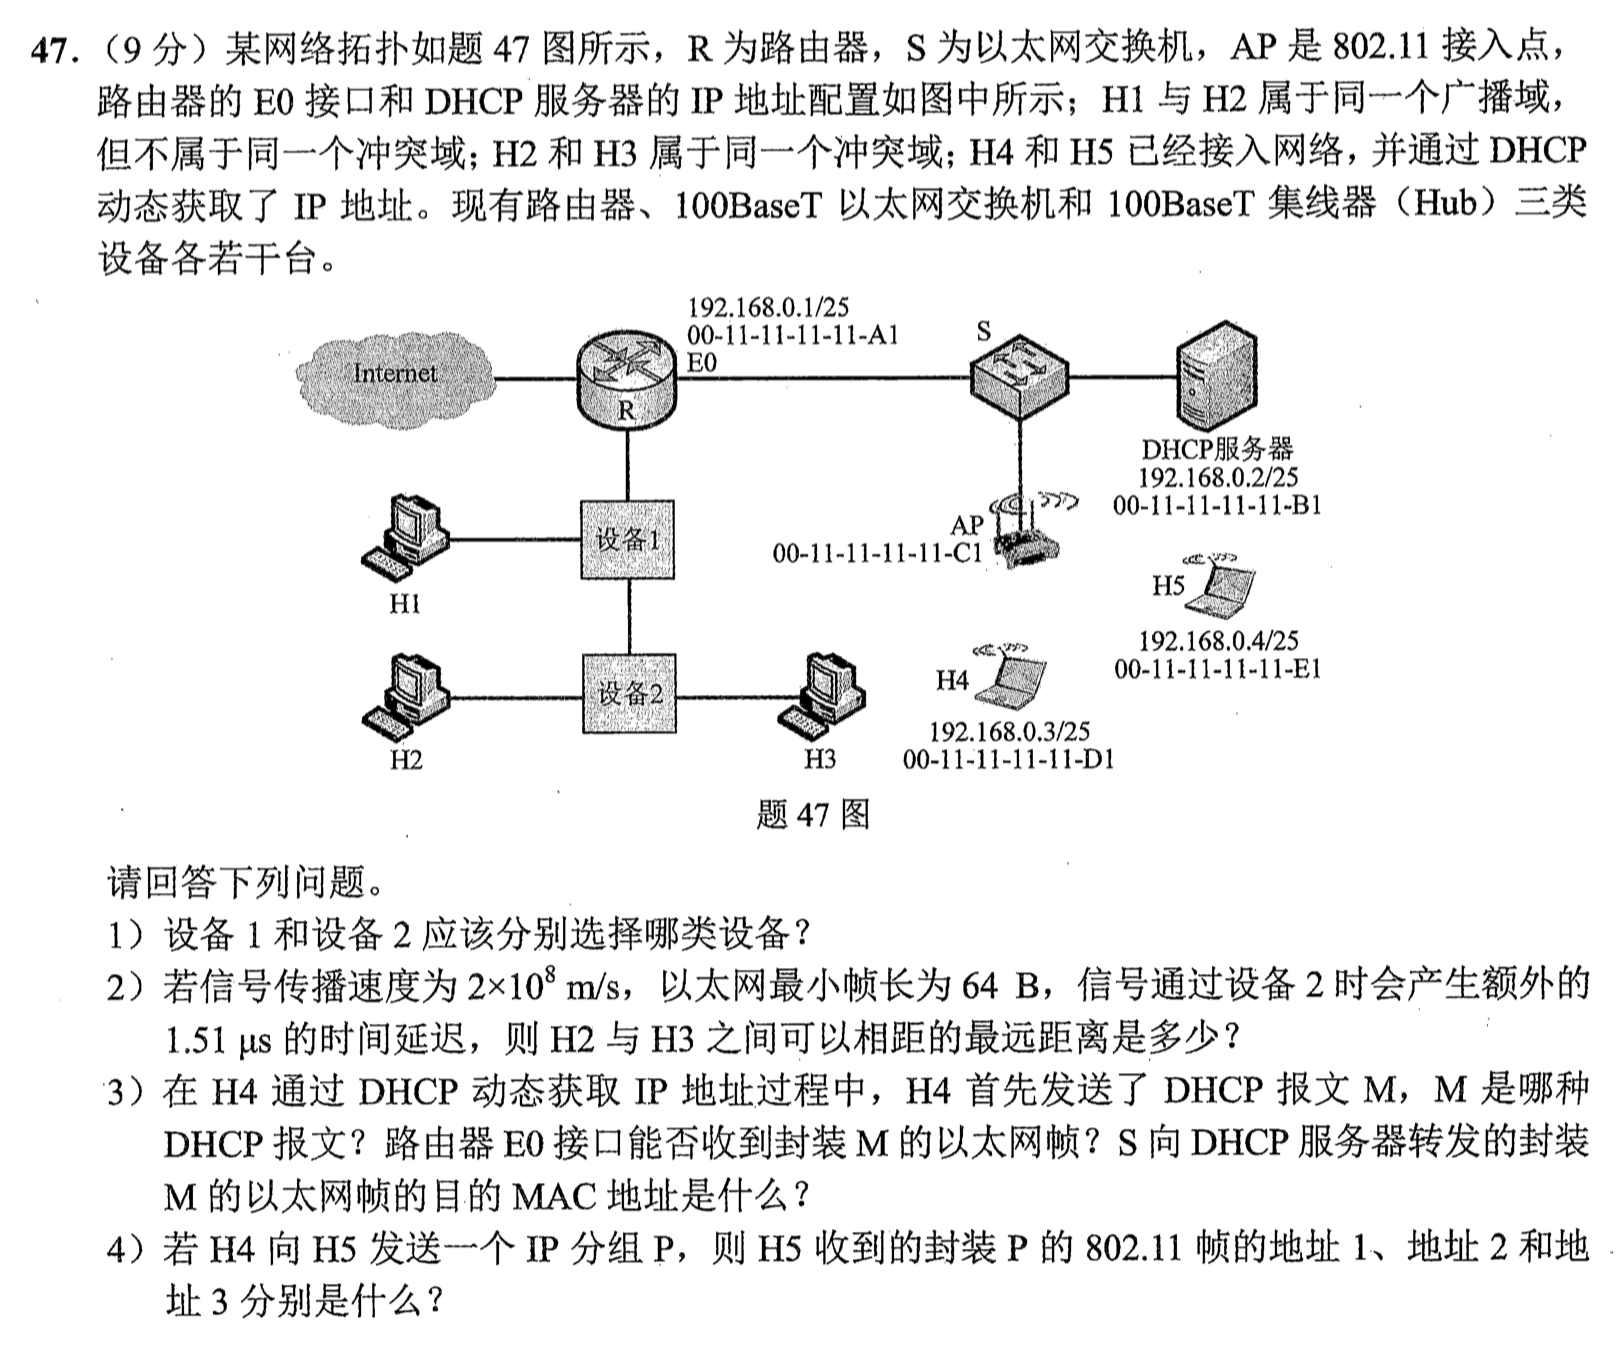 47.（9 分）某网络拓扑如题 47 图所示，R 为路由器，S 为以太网交换机，AP 是 802.11 接入点，
路由器的 E0 接口和 DHCP 服务器的 IP 地址配置如图中所示；H1 与 H2 属于同一个广播域，
但不属于同一个冲突域；H2 和 H3 属于同一个冲突域；H4 和 H5 已经接入网络，并通过 DHCP
动态获取了 IP 地址。现有路由器、100BaseT 以太网交换机和 100BaseT 集线器（Hub）三类
设备各若干台。
192.168.0.1/25
00-11-11-11-11-A1
E0
S
Internet
R
DHCP服务器
192.168.0.2/25
00-11-11-11-11-B1
设备1
H1
AP
00-11-11-11-11-C1
H5
192.168.0.4/25
00-11-11-11-11-E1
设备2
H2
H3
H4
192.168.0.3/25
00-11-11-11-11-D1
题 47 图
请回答下列问题。
1）设备 1 和设备 2 应该分别选择哪类设备？
2）若信号传播速度为 2×10⁸ m/s，以太网最小帧长为 64 B，信号通过设备 2 时会产生额外的
1.51 μs 的时间延迟，则 H2 与 H3 之间可以相距的最远距离是多少？
3）在 H4 通过 DHCP 动态获取 IP 地址过程中，H4 首先发送了 DHCP 报文 M，M 是哪种
DHCP 报文？路由器 E0 接口能否收到封装 M 的以太网帧？S 向 DHCP 服务器转发的封装
M 的以太网帧的目的 MAC 地址是什么？
4）若 H4 向 H5 发送一个 IP 分组 P，则 H5 收到的封装 P 的 802.11 帧的地址 1、地址 2 和地
址 3 分别是什么？